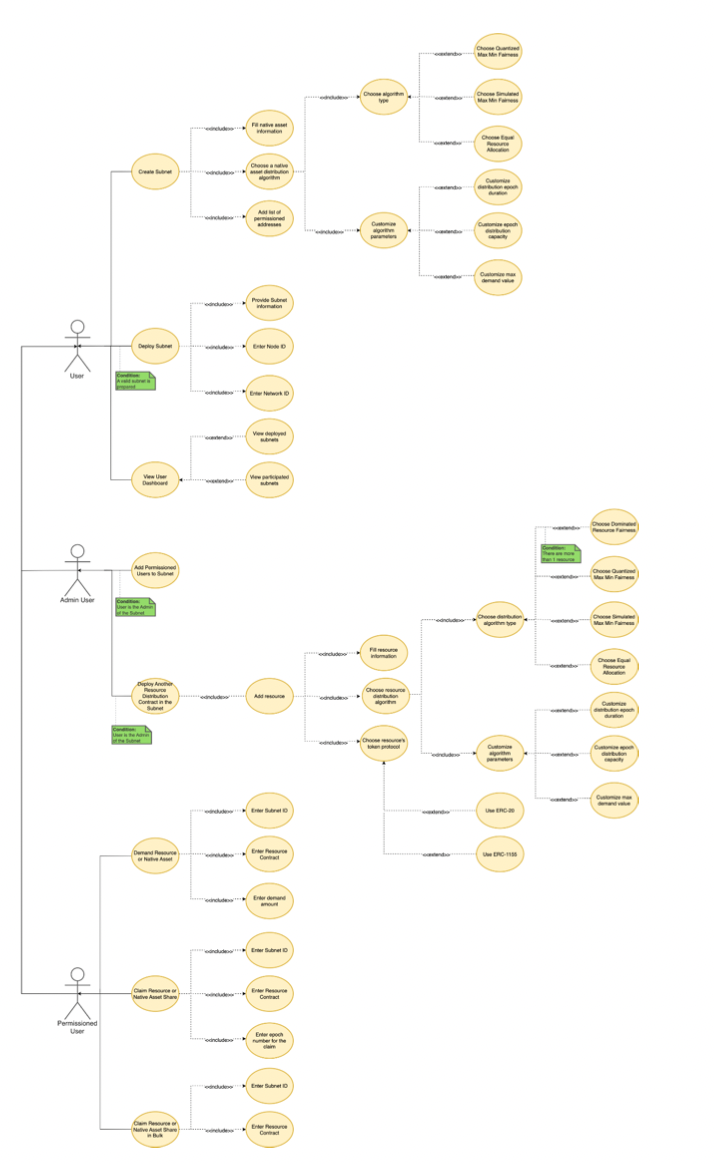 Choose Quantized
Max Min Fairness
<<extend>>
Choose algorithm
type
<<include>>
Choose Simulated
Max Min Fairness
<<extend>>
Fill native asset
information
<<include>>
Choose Equal
Resource
Allocation
<<extend>>
Create Subnet
<<include>>
Choose a native
asset distribution
algorithm
Customize
distribution epoch
duration
<<extend>>
Add list of
permissioned
addresses
<<include>>
<<include>>
Customize
algorithm
parameters
Customize epoch
distribution
capacity
<<extend>>
Customize max
demand value
<<extend>>
Provide Subnet
information
<<include>>
User
Deploy Subnet
<<include>>
Enter Node ID
Condition:
A valid subnet is
prepared
<<include>>
Enter Network ID
View deployed
subnets
<<extend>>
View User
Dashboard
<<extend>>
View participated
subnets
Choose Dominated
Resource Fairness
<<extend>>
Condition:
There are more
than 1 resource
Admin User
Add Permissioned
Users to Subnet
Condition:
User is the Admin
of the Subnet
Choose Quantized
Max Min Fairness
<<extend>>
<<include>>
Choose distribution
algorithm type
Choose Simulated
Max Min Fairness
<<extend>>
Fill resource
information
<<include>>
Choose Equal
Resource
Allocation
<<extend>>
Deploy Another
Resource
Distribution
Contract in the
Subnet
<<include>>
Add resource
<<include>>
Choose resource
distribution
algorithm
Customize
distribution epoch
duration
<<extend>>
Condition:
User is the Admin
of the Subnet
<<include>>
Choose resource's
token protocol
<<include>>
Customize
algorithm
parameters
Customize epoch
distribution
capacity
<<extend>>
Customize max
demand value
<<extend>>
<<extend>>
Use ERC-20
<<extend>>
Use ERC-1155
Enter Subnet ID
<<include>>
Demand Resource
or Native Asset
<<include>>
Enter Resource
Contract
<<include>>
Enter demand
amount
Enter Subnet ID
<<include>>
Permissioned
User
Claim Resource or
Native Asset Share
<<include>>
Enter Resource
Contract
<<include>>
Enter epoch
number for the
claim
Enter Subnet ID
<<include>>
Claim Resource or
Native Asset Share
in Bulk
<<include>>
Enter Resource
Contract